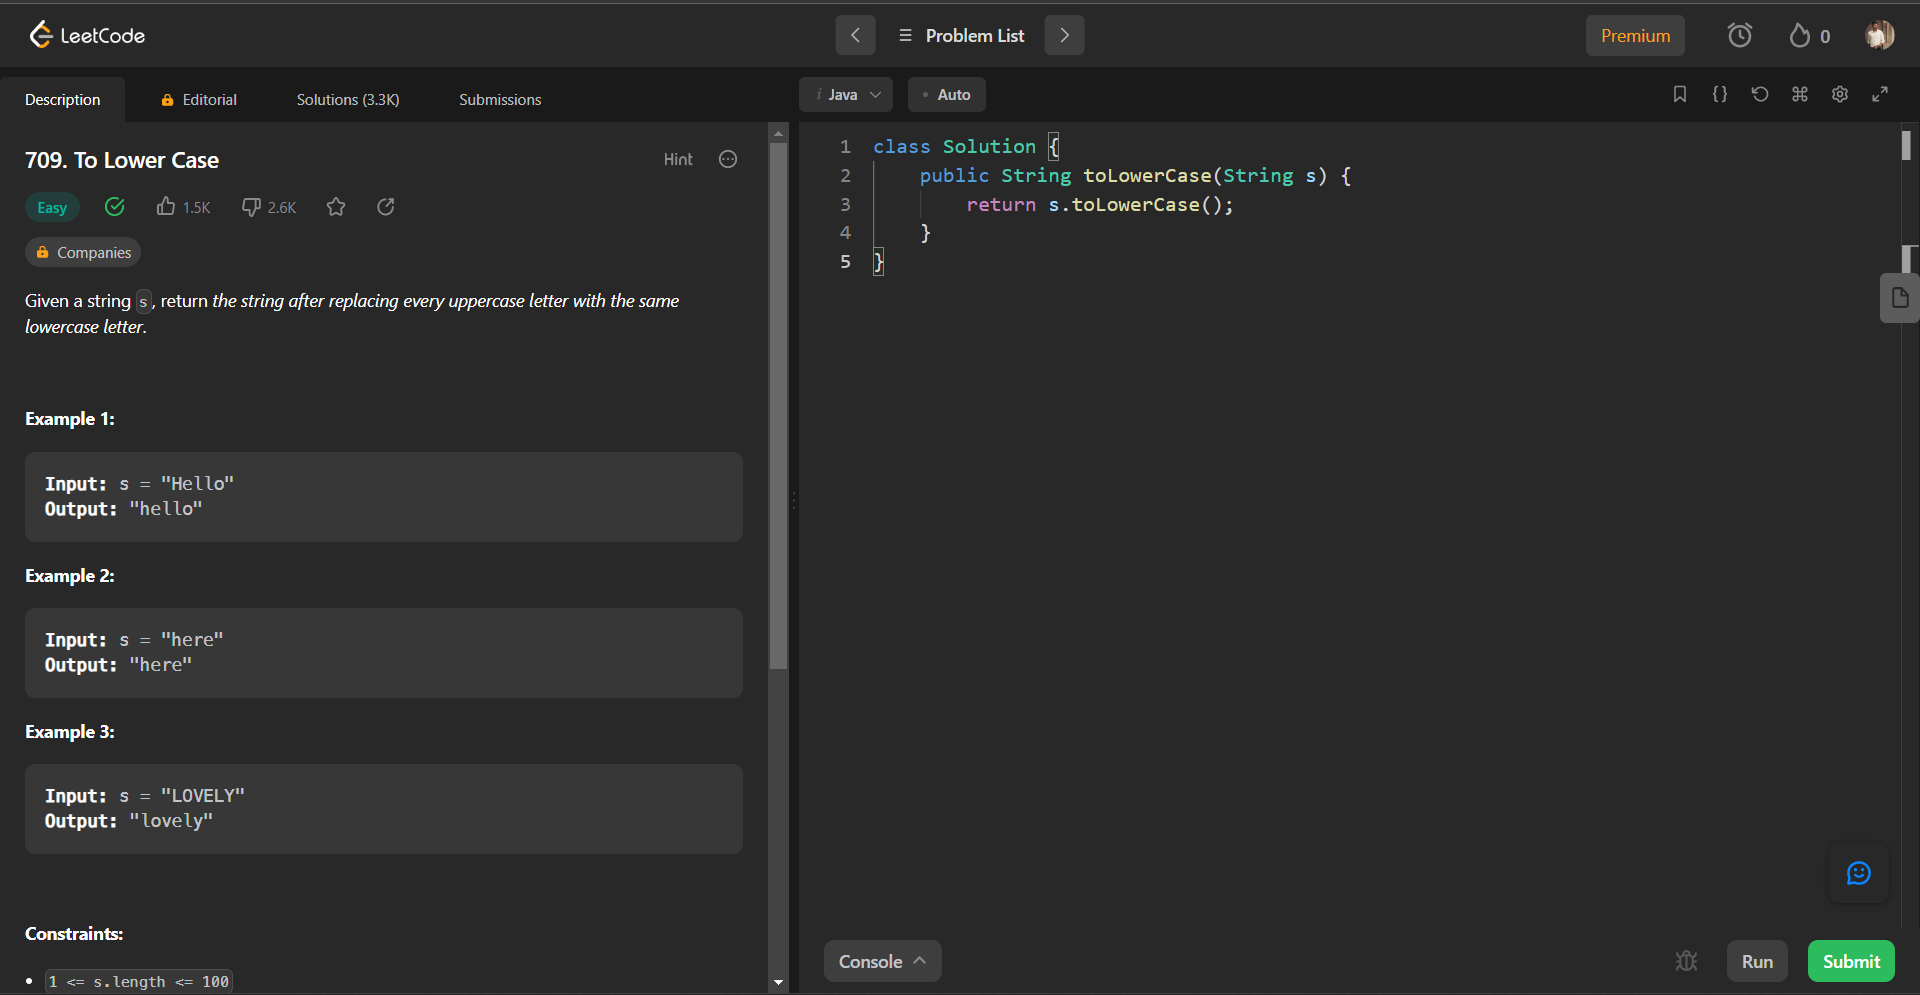 LeetCode
Problem List
Premium
0
Description
Editorial
Solutions (3.3K)
Submissions
709. To Lower Case
Hint
Easy
1.5K
2.6K
Companies
Given a string s, return the string after replacing every uppercase letter with the same
lowercase letter.
Example 1:
Input: s = "Hello"
Output: "hello"
Example 2:
Input: s = "here"
Output: "here"
Example 3:
Input: s = "LOVELY"
Output: "lovely"
Constraints:
• 1 <= s.length <= 100
i Java
• Auto
1 class Solution {
2 public String toLowerCase(String s) {
3 return s.toLowerCase();
4 }
5 }
Console
Run
Submit